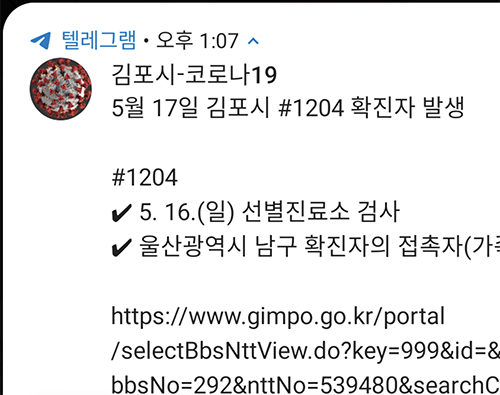 텔레그램 • 오후 1:07
김포시-코로나19
5월 17일 김포시 #1204 확진자 발생
#1204
✔ 5. 16.(일) 선별진료소 검사
✔ 울산광역시 남구 확진자의 접촉자(가족
https://www.gimpo.go.kr/portal
/selectBbsNttView.do?key=999&id=&
bbsNo=292&nttNo=539480&searchC